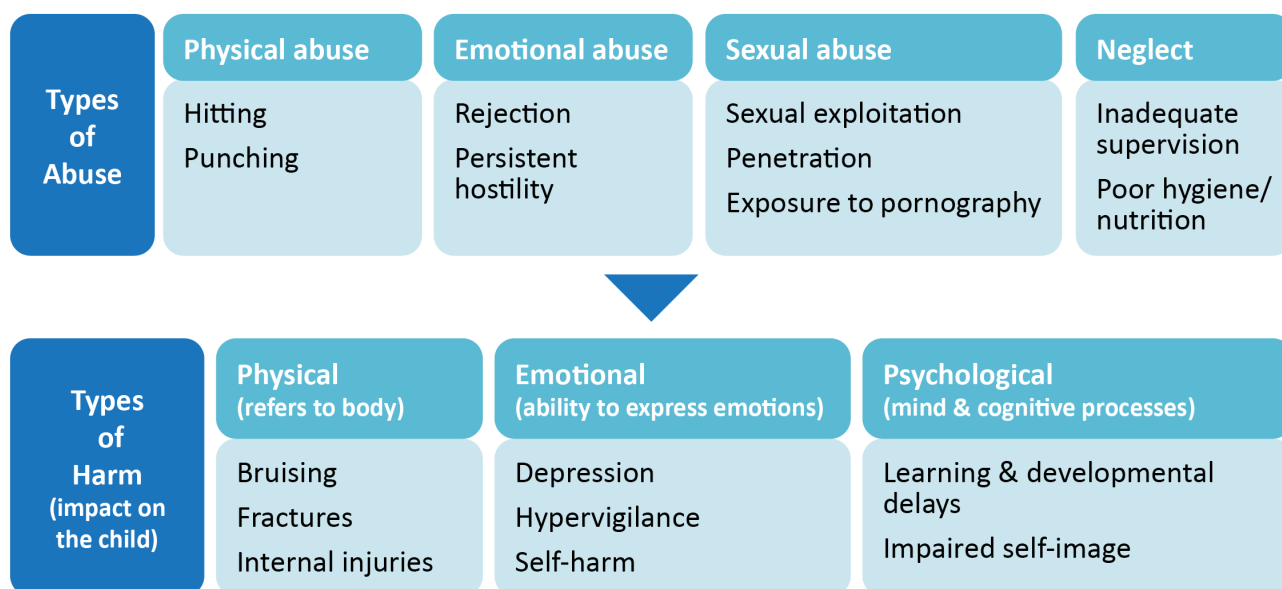 Types
of
Abuse
Physical abuse
Hitting
Punching
Emotional abuse
Rejection
Persistent
hostility
Sexual abuse
Sexual exploitation
Penetration
Exposure to pornography
Neglect
Inadequate
supervision
Poor hygiene/
nutrition
Types
of
Harm
(impact on
the child)
Physical
(refers to body)
Bruising
Fractures
Internal injuries
Emotional
(ability to express emotions)
Depression
Hypervigilance
Self-harm
Psychological
(mind & cognitive processes)
Learning & developmental
delays
Impaired self-image